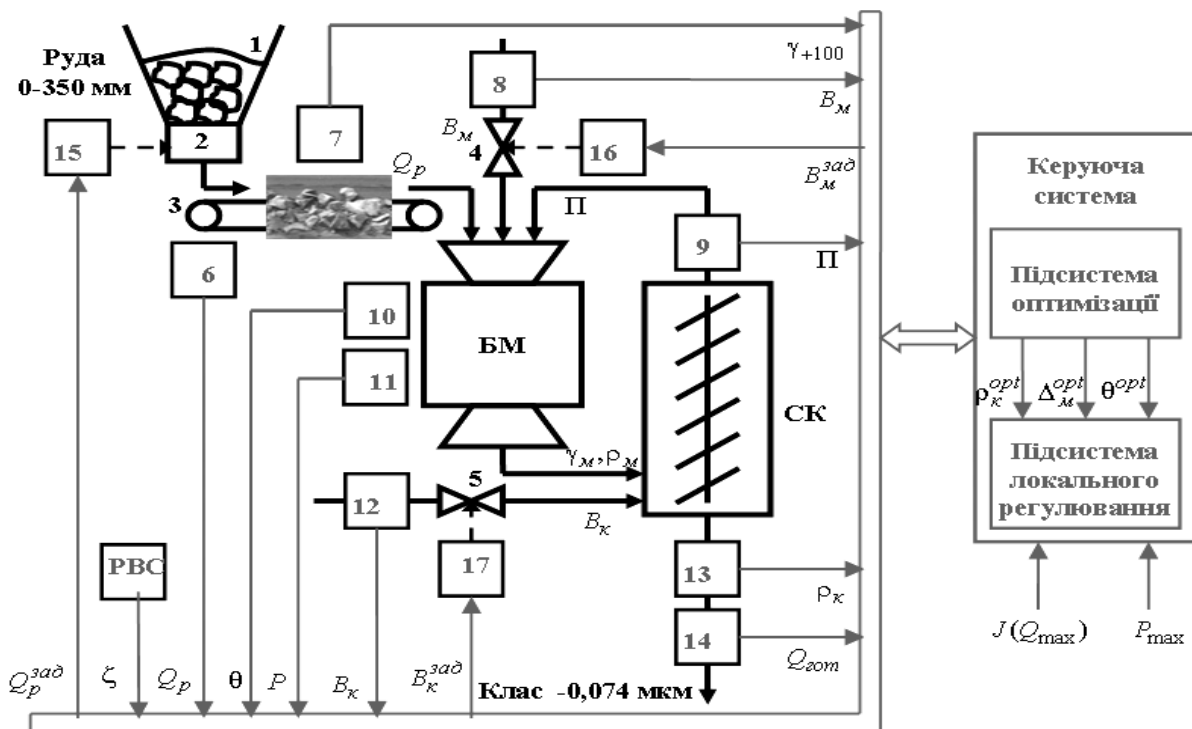 1
Руда
0-350 мм
2
15
3
7
8
γ+100
Bм
Bм
4
16
Bм^зад
Qр
П
9
П
6
10
11
БМ
СК
γм, ρм
5
12
Bк
17
13
ρк
14
Qгот
РВС
Qр^зад
ζ
Qр
θ
P
Bк
Bк^зад
Клас -0,074 мкм
Керуюча
система
Підсистема
оптимізації
ρк^opt Δм^opt θ^opt
Підсистема
локального
регулювання
J(Qmax)
Pmax